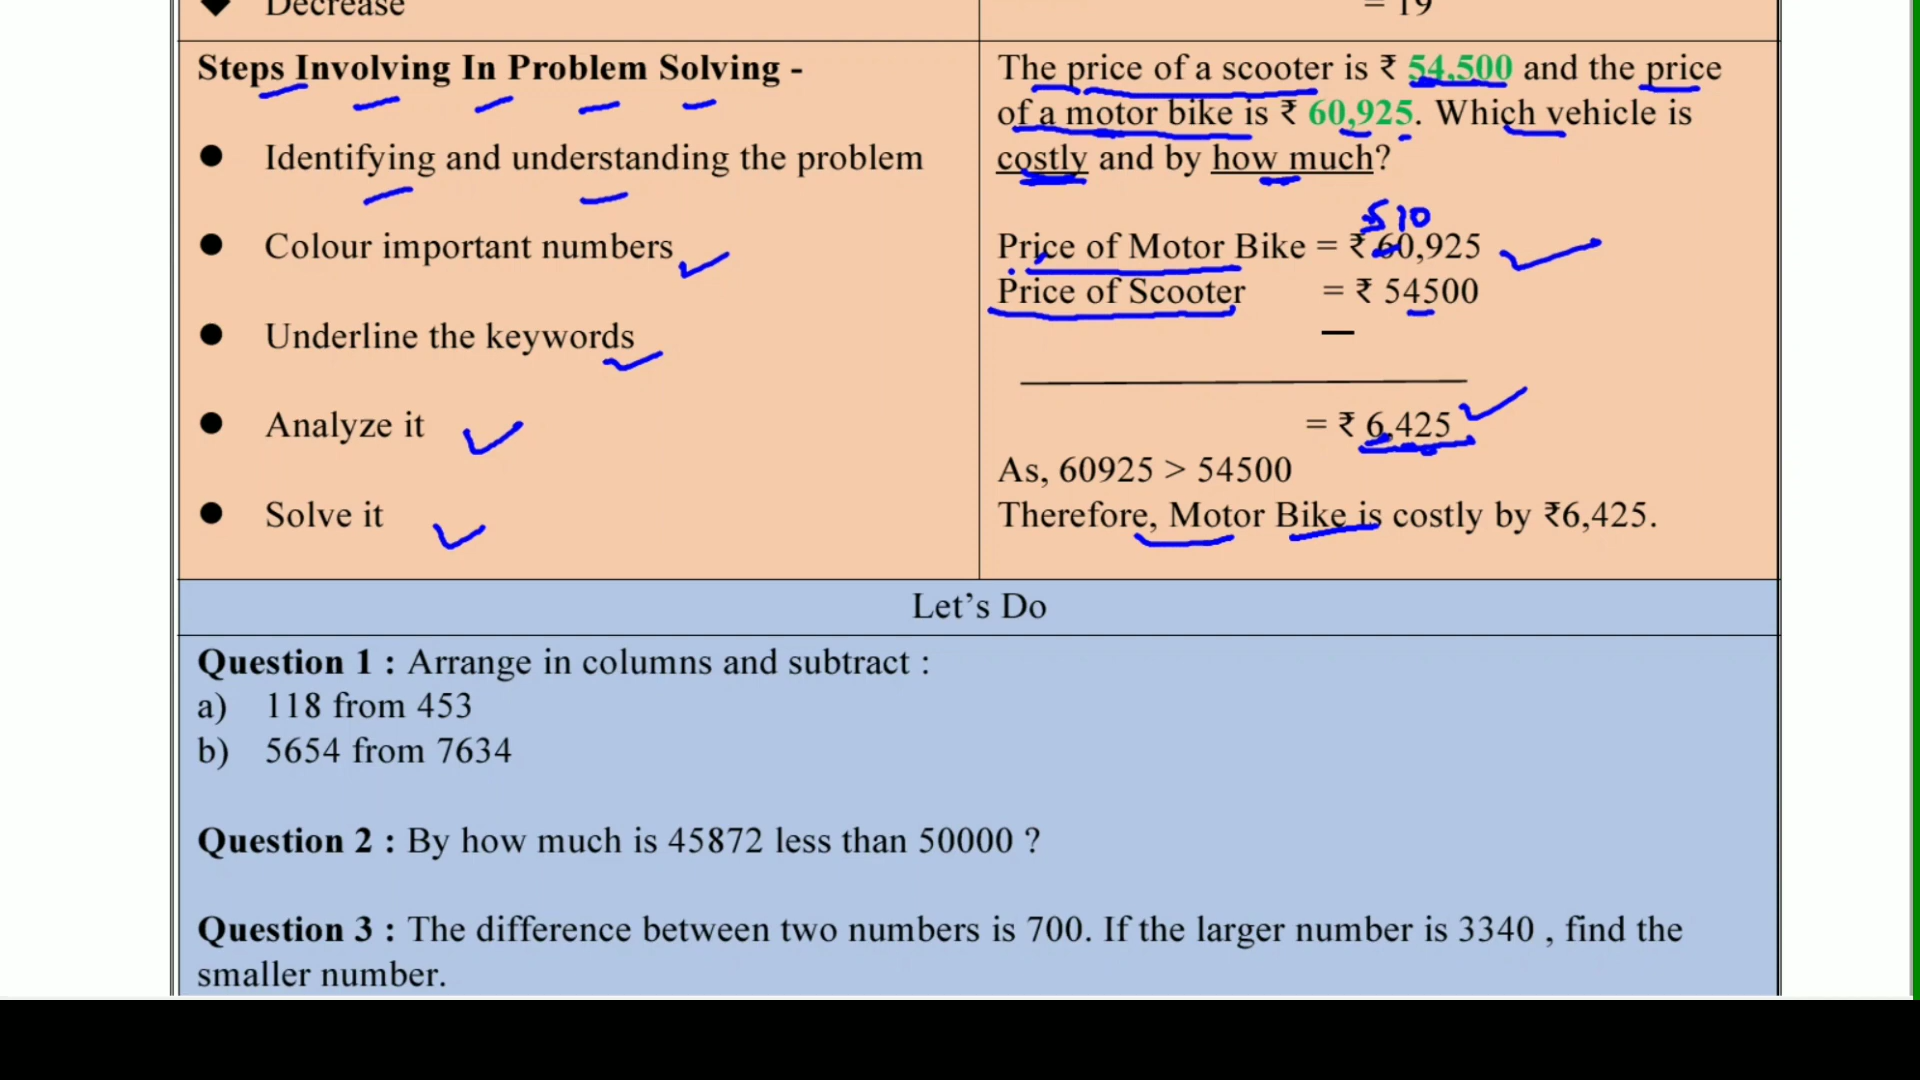 ◆ Decrease
= 19
Steps Involving In Problem Solving -
● Identifying and understanding the problem
● Colour important numbers
● Underline the keywords
● Analyze it
● Solve it
The price of a scooter is ₹ 54,500 and the price
of a motor bike is ₹ 60,925. Which vehicle is
costly and by how much?
5 10
Price of Motor Bike = ₹ 60,925
Price of Scooter = ₹ 54500
—
= ₹ 6,425
As, 60925 > 54500
Therefore, Motor Bike is costly by ₹6,425.
Let’s Do
Question 1 : Arrange in columns and subtract :
a) 118 from 453
b) 5654 from 7634
Question 2 : By how much is 45872 less than 50000 ?
Question 3 : The difference between two numbers is 700. If the larger number is 3340 , find the
smaller number.